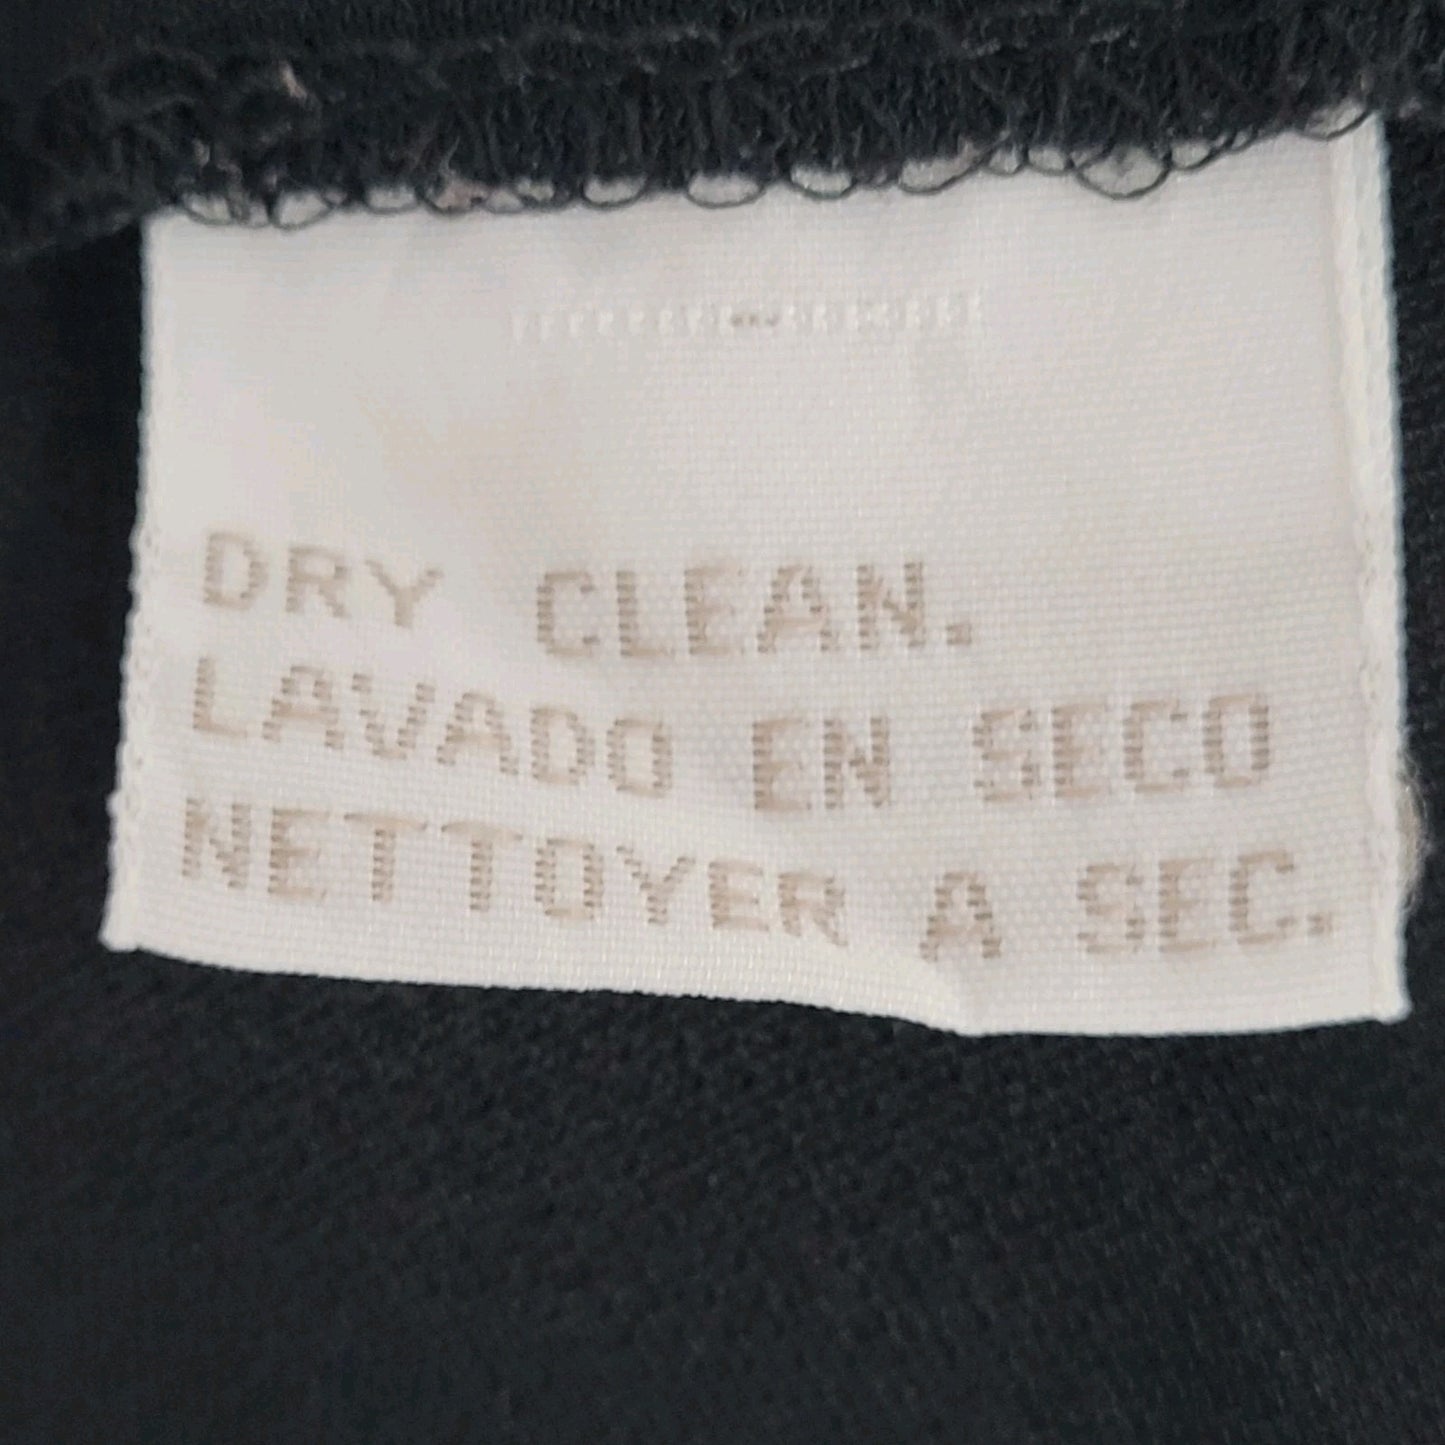 DRY CLEAN.
LAVADO EN SECO
NETTOYER A SEC.